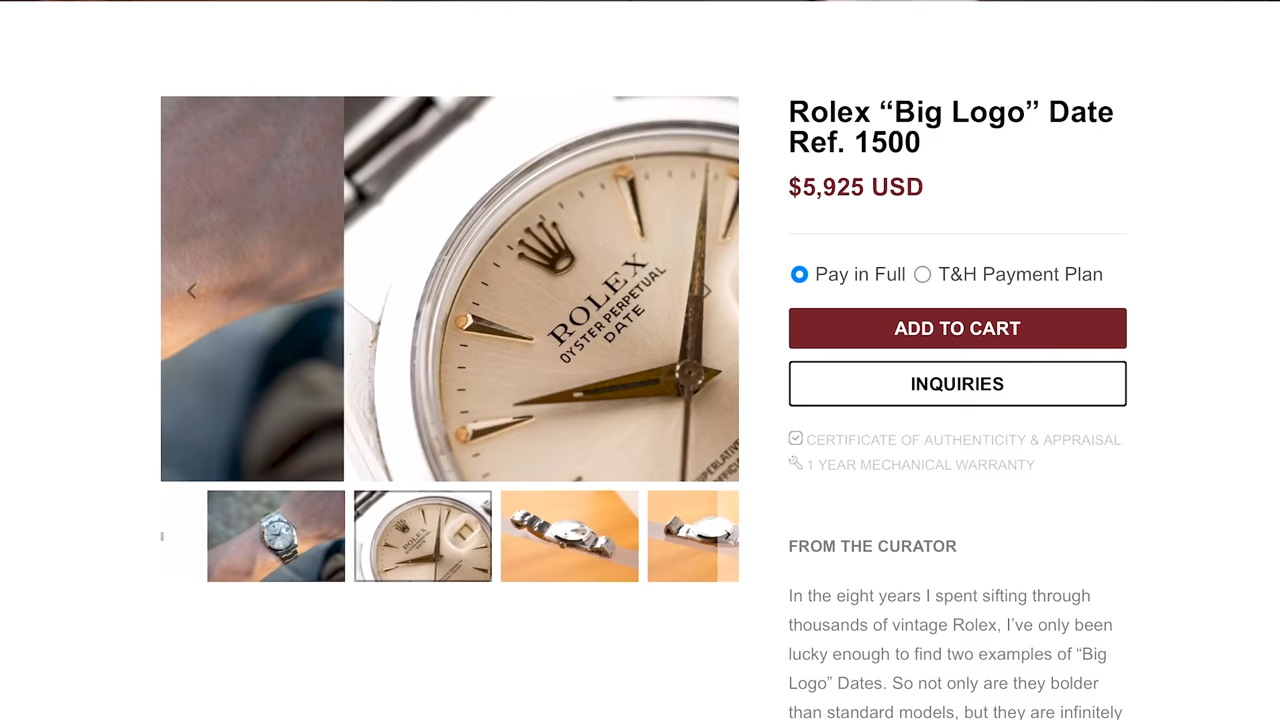 Rolex “Big Logo” Date
Ref. 1500
$5,925 USD
Pay in Full T&H Payment Plan
ADD TO CART
INQUIRIES
CERTIFICATE OF AUTHENTICITY & APPRAISAL
1 YEAR MECHANICAL WARRANTY
FROM THE CURATOR
In the eight years I spent sifting through
thousands of vintage Rolex, I’ve only been
lucky enough to find two examples of “Big
Logo” Dates. So not only are they bolder
than standard models, but they are infinitely
ROLEX
OYSTER PERPETUAL
DATE
ROLEX